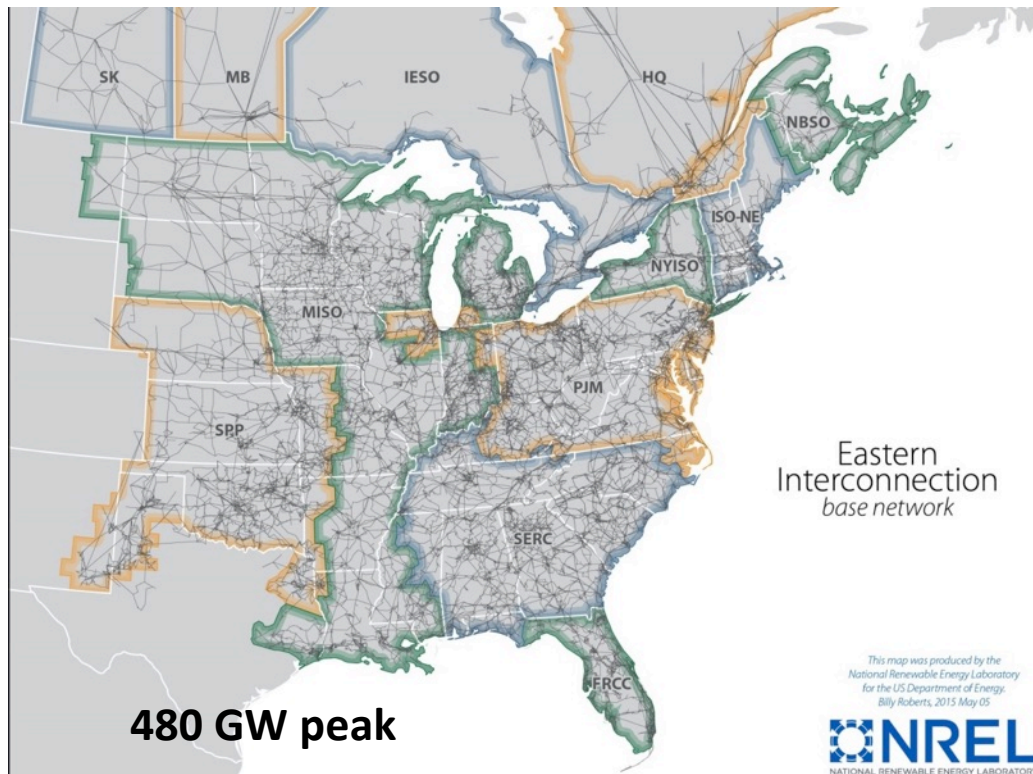 SK
MB
IESO
HQ
NBSO
ISO-NE
NYISO
MISO
PJM
SPP
SERC
FRCC
Eastern
Interconnection
base network
480 GW peak
This map was produced by the
National Renewable Energy Laboratory
for the US Department of Energy.
Billy Roberts, 2015 May 05
NREL
NATIONAL RENEWABLE ENERGY LABORATORY